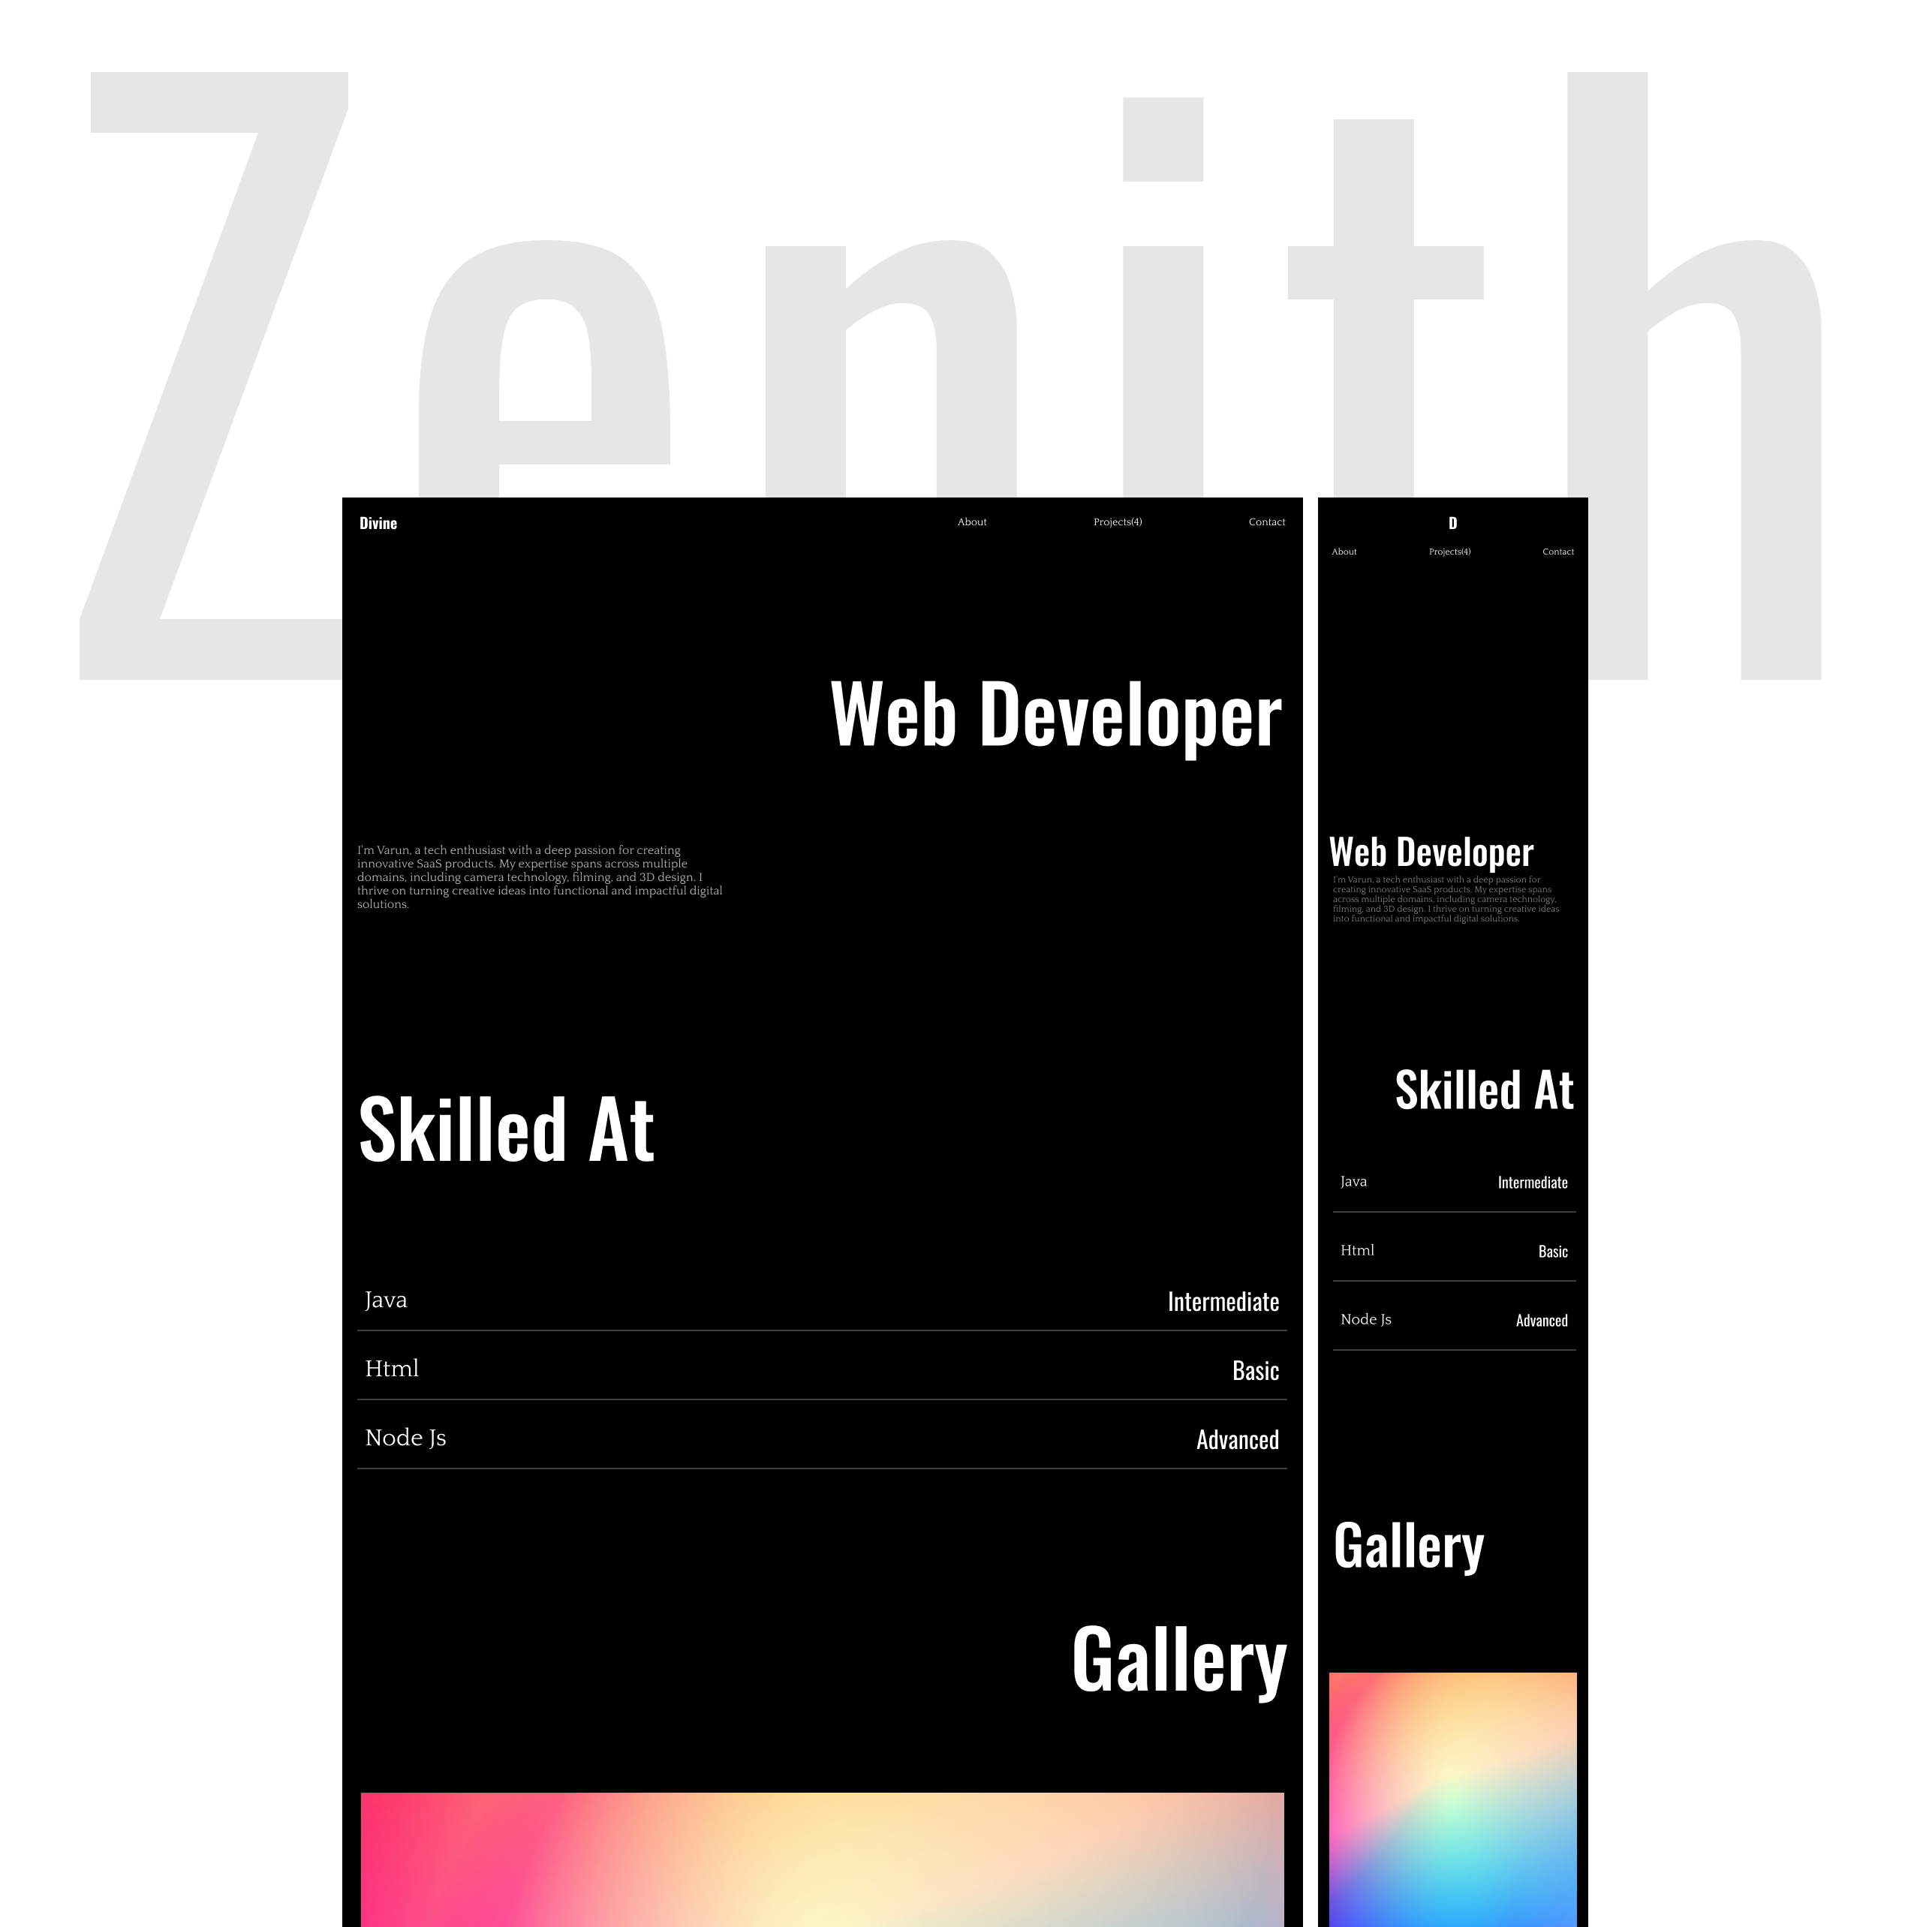 Zenith
Divine
About
Projects(4)
Contact
Web Developer
I'm Varun, a tech enthusiast with a deep passion for creating
innovative SaaS products. My expertise spans across multiple
domains, including camera technology, filming, and 3D design. I
thrive on turning creative ideas into functional and impactful digital
solutions.
Skilled At
Java
Intermediate
Html
Basic
Node Js
Advanced
Gallery
D
About
Projects(4)
Contact
Web Developer
I'm Varun, a tech enthusiast with a deep passion for
creating innovative SaaS products. My expertise spans
across multiple domains, including camera technology,
filming, and 3D design. I thrive on turning creative ideas
into functional and impactful digital solutions.
Skilled At
Java
Intermediate
Html
Basic
Node Js
Advanced
Gallery